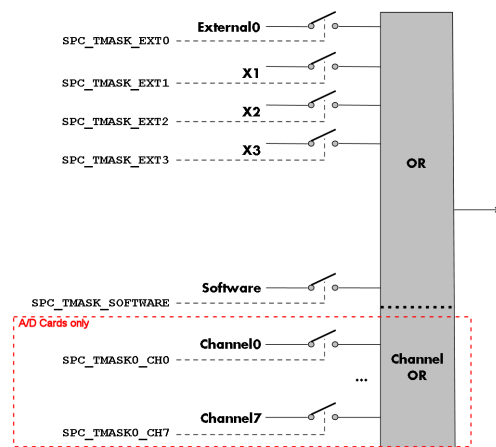 External0
SPC_TMASK_EXT0
X1
SPC_TMASK_EXT1
X2
SPC_TMASK_EXT2
X3
SPC_TMASK_EXT3
OR
Software
SPC_TMASK_SOFTWARE
A/D Cards only
Channel0
SPC_TMASK0_CH0
Channel
OR
...
Channel7
SPC_TMASK0_CH7